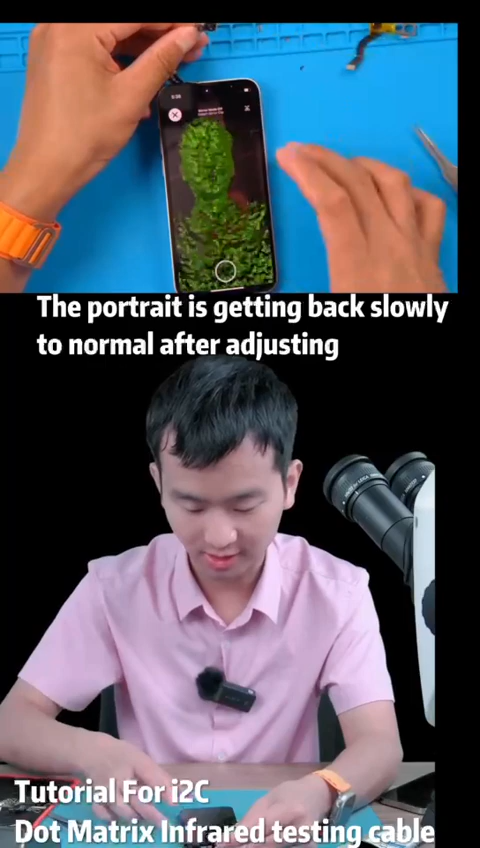 The portrait is getting back slowly
to normal after adjusting
Tutorial For i2C
Dot Matrix Infrared testing cable